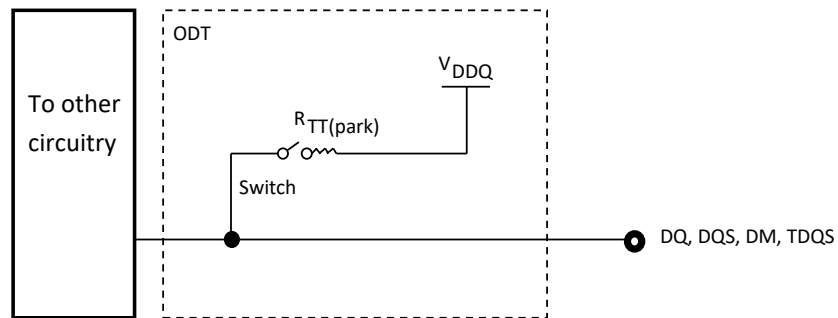 ODT
To other
circuitry
VDDQ
RTT(park)
Switch
DQ, DQS, DM, TDQS